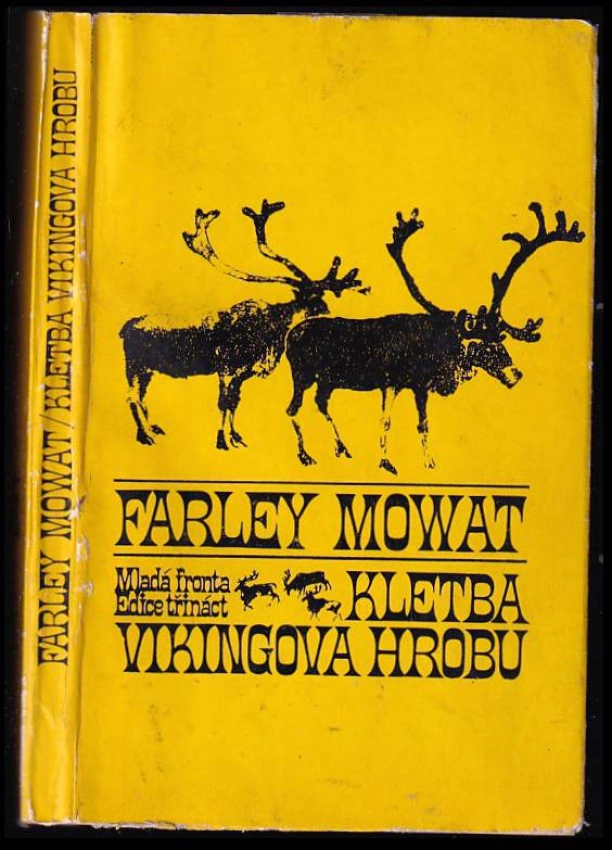 FARLEY MOWAT/KLETBA VIKINGOVA HROBU
FARLEY MOWAT
Mladá fronta
Edice třináct
KLETBA
VIKINGOVA HROBU